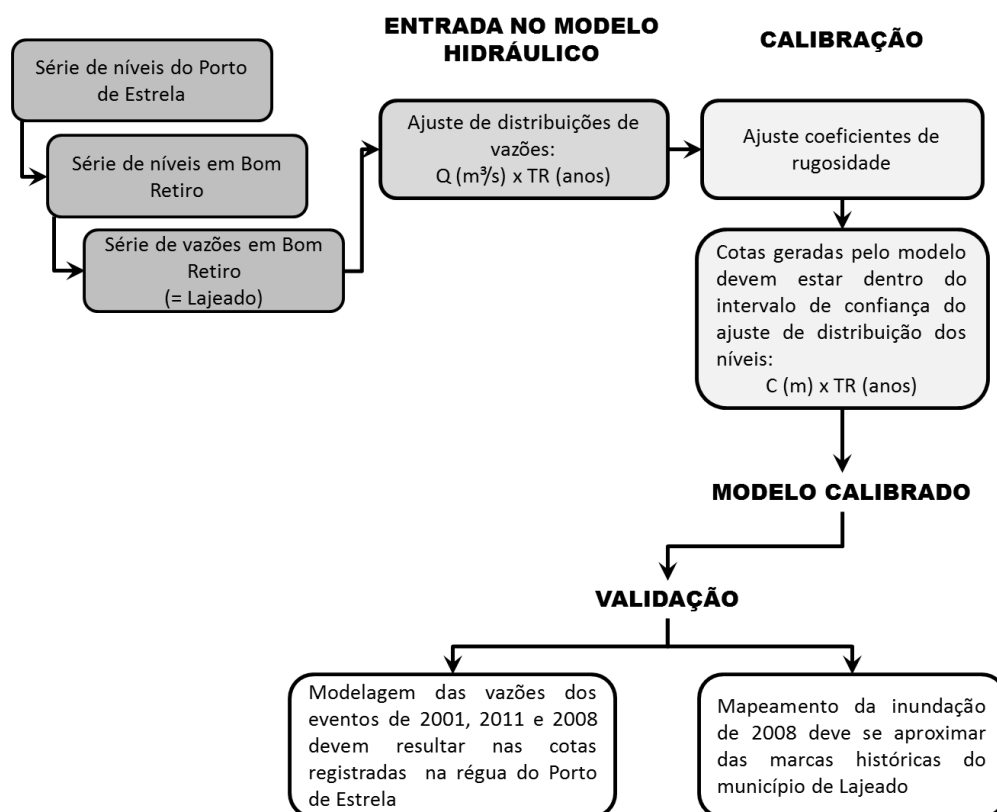 ENTRADA NO MODELO
HIDRÁULICO
CALIBRAÇÃO
Série de níveis do Porto
de Estrela
Série de níveis em Bom
Retiro
Série de vazões em Bom
Retiro
(= Lajeado)
Ajuste de distribuições de
vazões:
Q (m³/s) x TR (anos)
Ajuste coeficientes de
rugosidade
Cotas geradas pelo modelo
devem estar dentro do
intervalo de confiança do
ajuste de distribuição dos
níveis:
C (m) x TR (anos)
MODELO CALIBRADO
VALIDAÇÃO
Modelagem das vazões dos
eventos de 2001, 2011 e 2008
devem resultar nas cotas
registradas na régua do Porto
de Estrela
Mapeamento da inundação
de 2008 deve se aproximar
das marcas históricas do
município de Lajeado